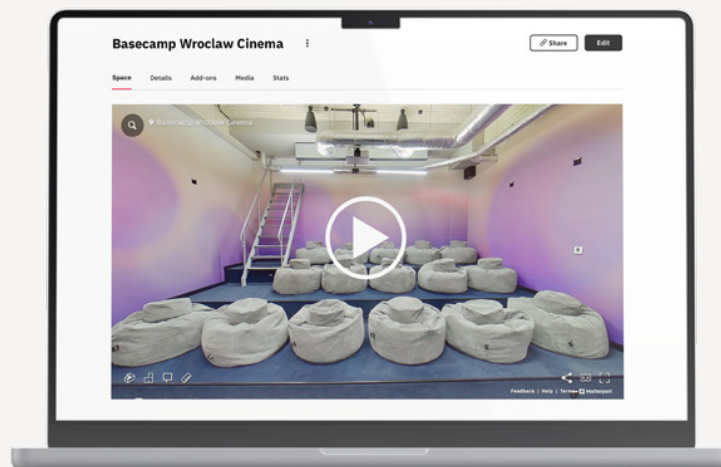 Basecamp Wroclaw Cinema
Share
Edit
Space Details Add-ons Media Stats
Basecamp Wroclaw Cinema
Feedback | Help | Terms Matterport